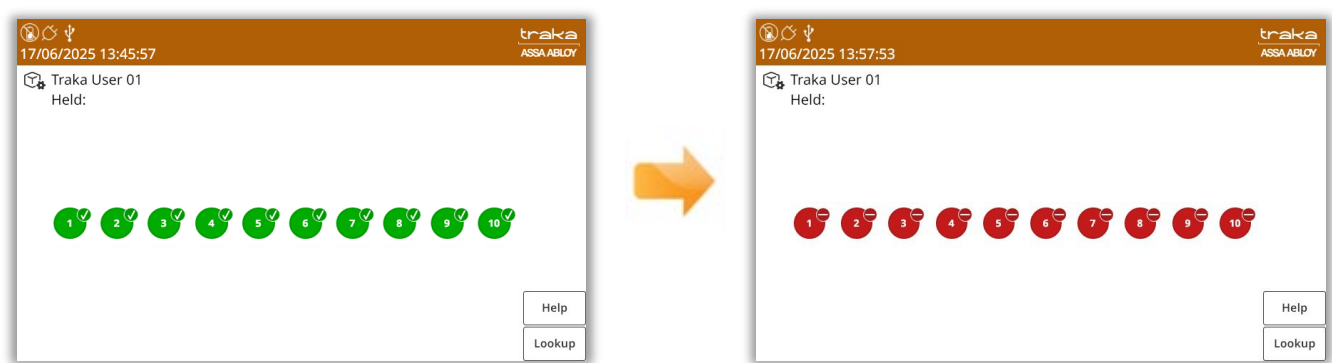 17/06/2025 13:45:57
traka
ASSA ABLOY
Traka User 01
Held:
1 2 3 4 5 6 7 8 9 10
Help
Lookup
17/06/2025 13:57:53
traka
ASSA ABLOY
Traka User 01
Held:
1 2 3 4 5 6 7 8 9 10
Help
Lookup